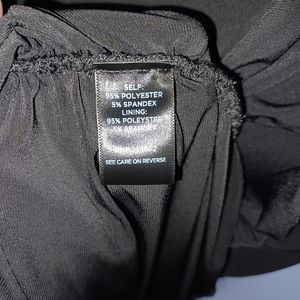 SELF:
95% POLYESTER
5% SPANDEX
LINING:
95% POLYESTER
5% SPANDEX
SEE CARE ON REVERSE